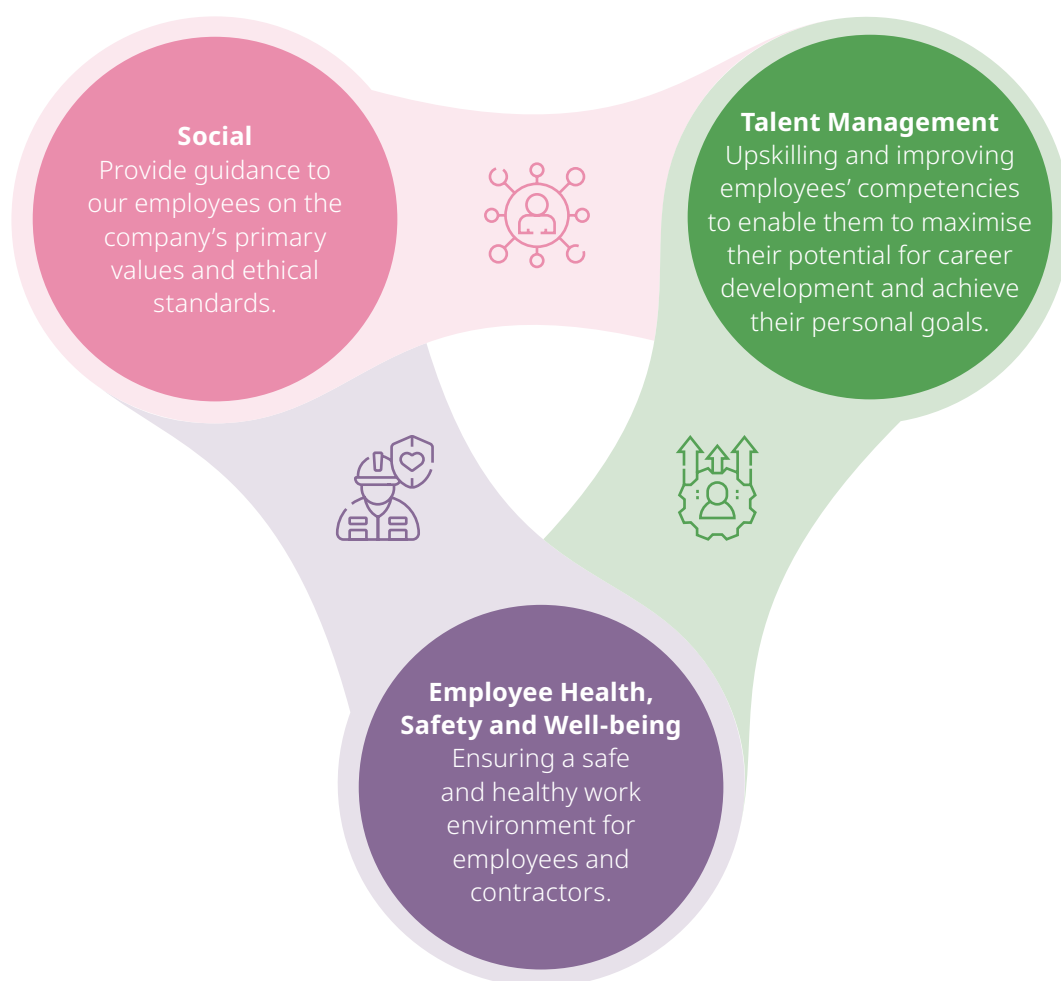 Social
Provide guidance to
our employees on the
company's primary
values and ethical
standards.
Talent Management
Upskilling and improving
employees' competencies
to enable them to maximise
their potential for career
development and achieve
their personal goals.
Employee Health,
Safety and Well-being
Ensuring a safe
and healthy work
environment for
employees and
contractors.